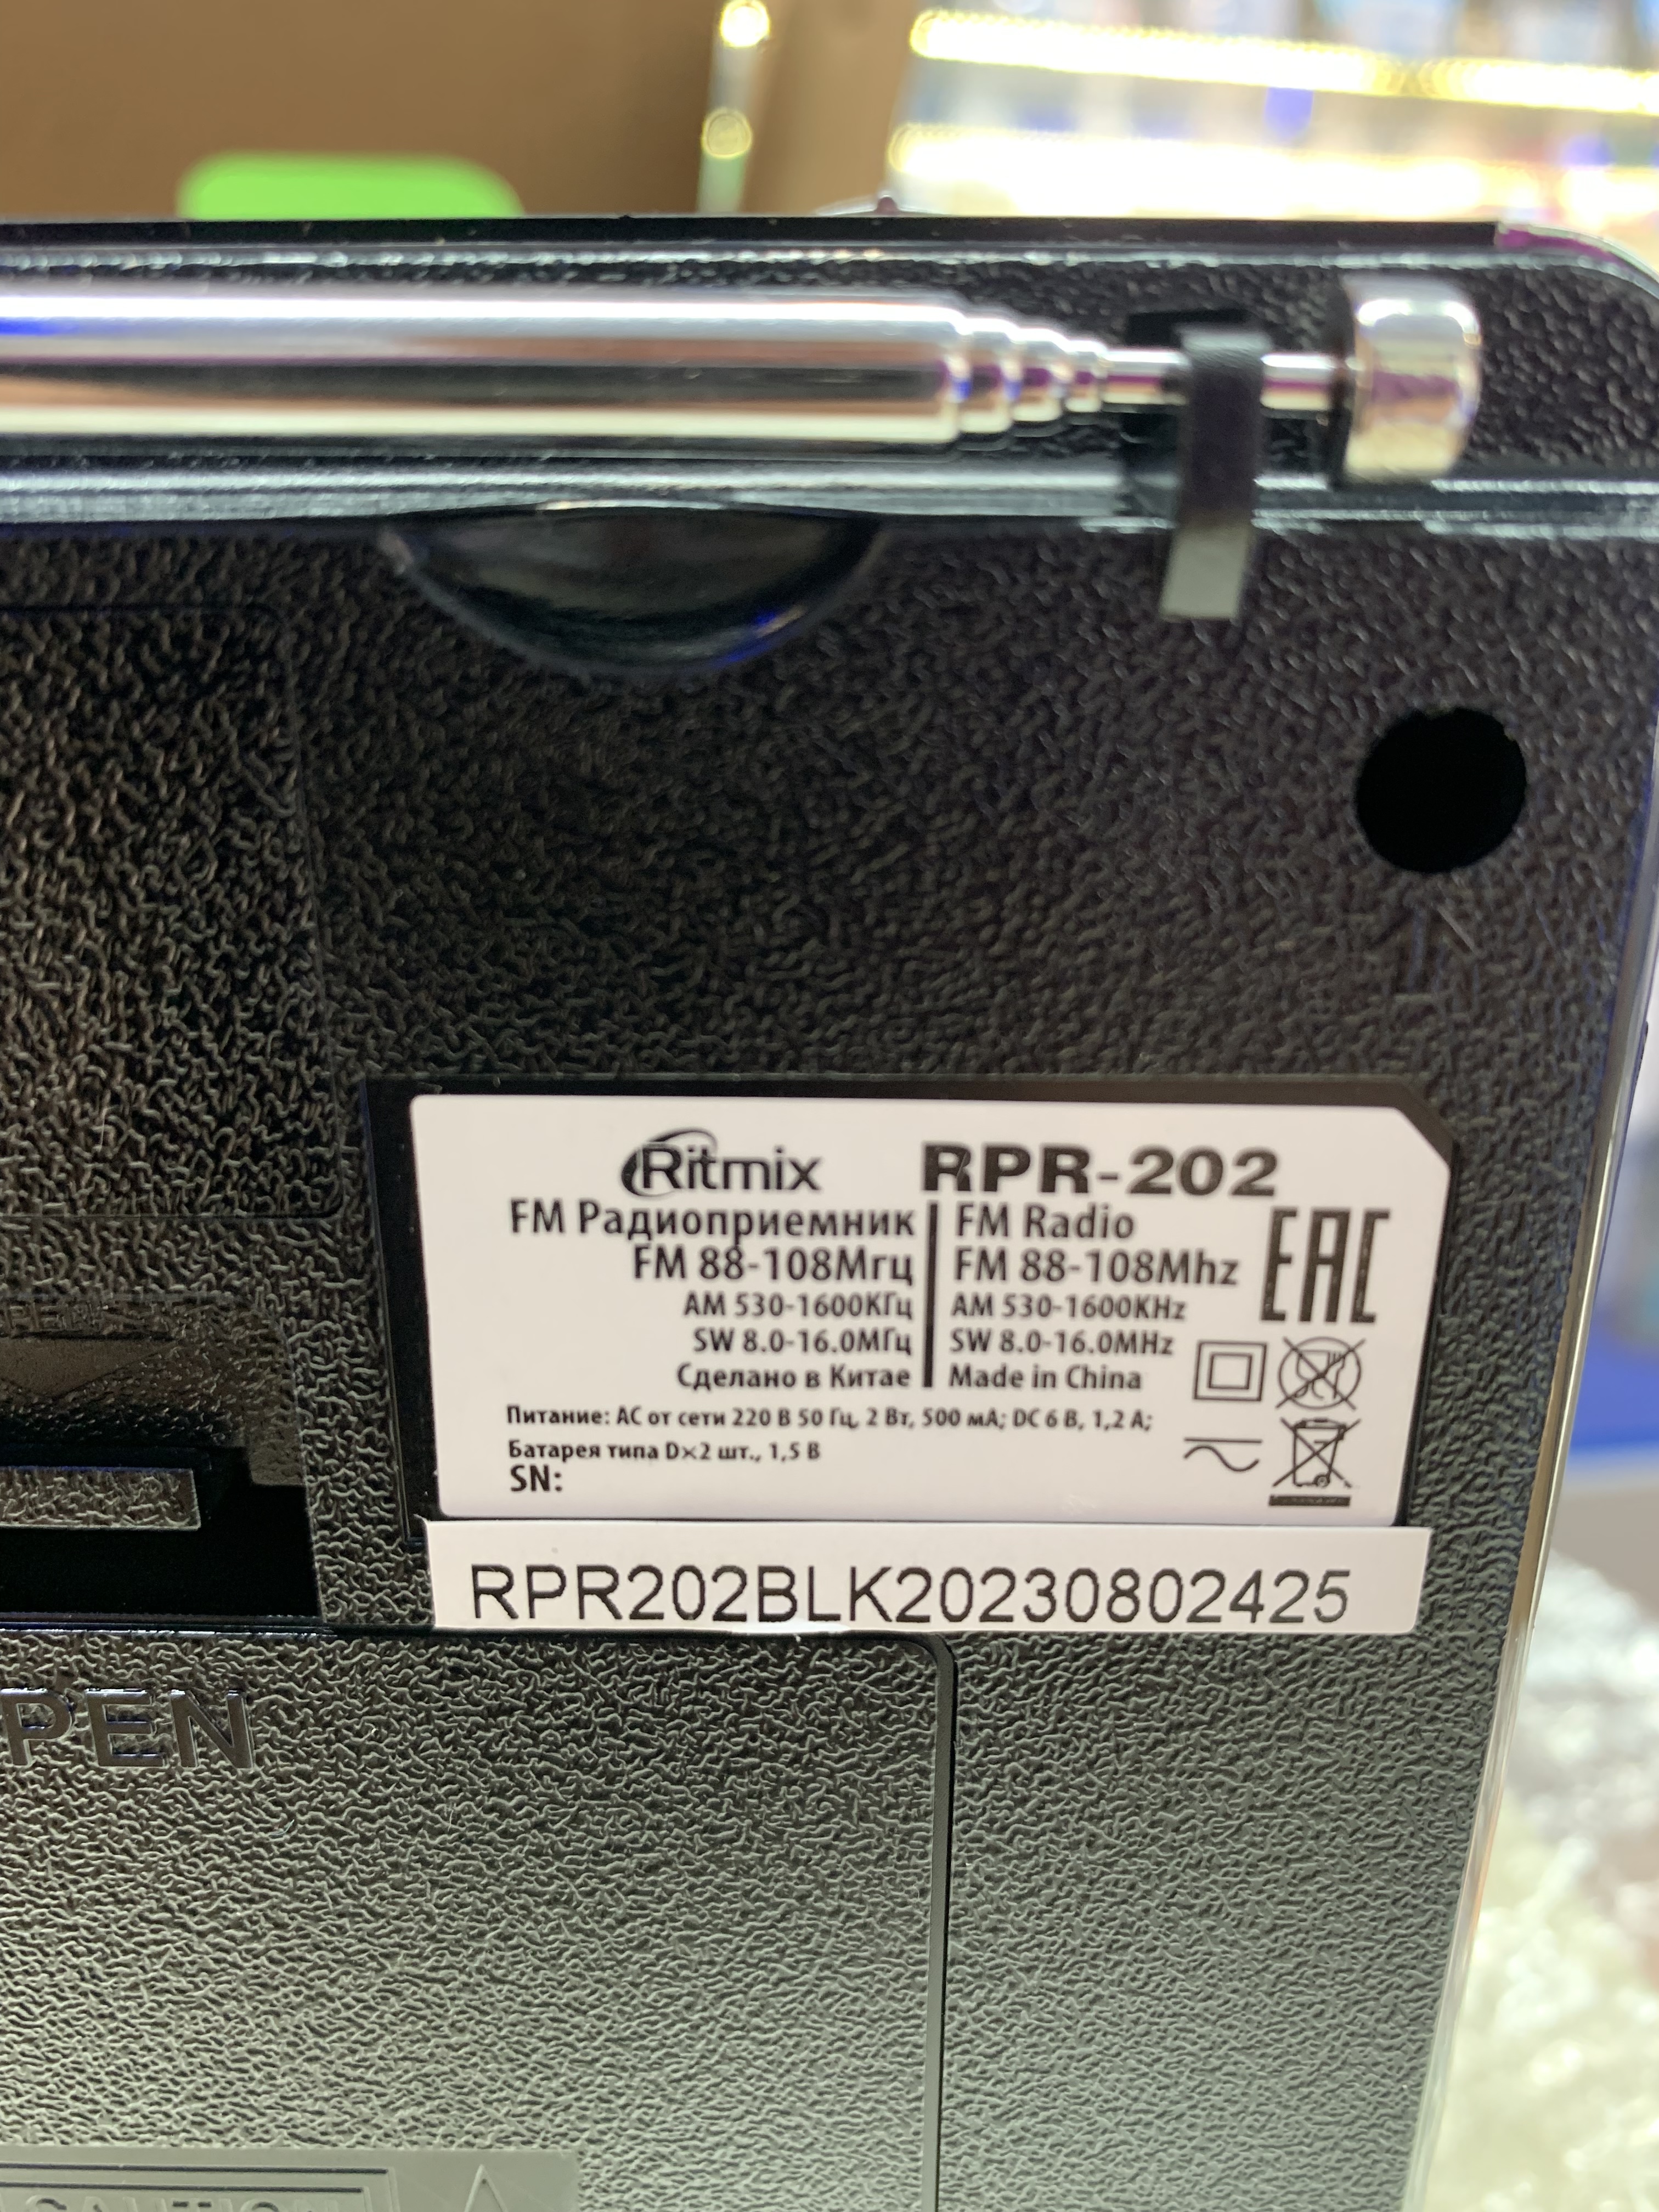 Ritmix RPR-202
FM Радиоприемник FM Radio
FM 88-108Мгц FM 88-108Mhz
AM 530-1600КГц AM 530-1600KHz
SW 8.0-16.0МГц SW 8.0-16.0MHz
Сделано в Китае Made in China
EAC
Питание: AC от сети 220 В 50 Гц, 2 Вт, 500 мА; DC 6 В, 1,2 А;
Батарея типа D×2 шт., 1,5 В
SN:
RPR202BLK20230802425
PEN
CAUTION